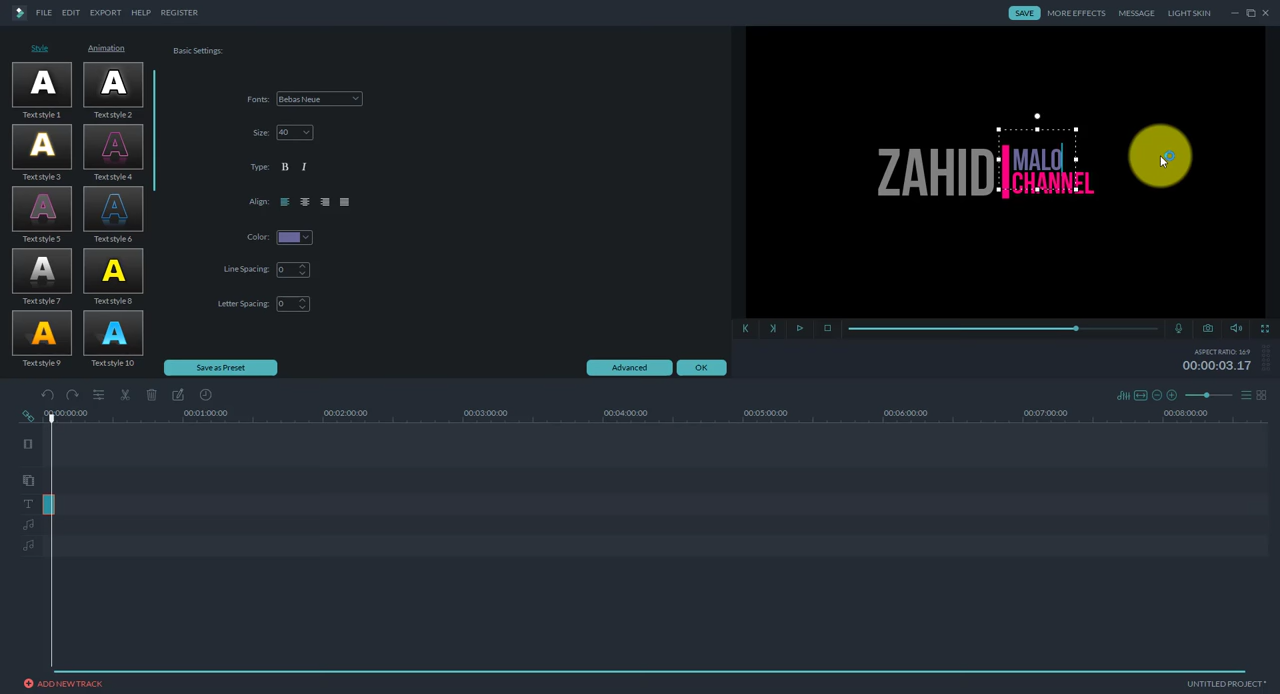 FILE EDIT EXPORT HELP REGISTER
SAVE MORE EFFECTS MESSAGE LIGHT SKIN
Style Animation
Basic Settings:
A A
Text style 1 Text style 2
A A
Text style 3 Text style 4
A A
Text style 5 Text style 6
A A
Text style 7 Text style 8
A A
Text style 9 Text style 10
Fonts: Bebas Neue
Size: 40
Type: B I
Align:
Color:
Line Spacing: 0
Letter Spacing: 0
Save as Preset Advanced OK
ZAHID MALO
CHANNEL
ASPECT RATIO: 16:9
00:00:03.17
00:00:00:00 00:01:00:00 00:02:00:00 00:03:00:00 00:04:00:00 00:05:00:00 00:06:00:00 00:07:00:00 00:08:00:00
T
ADD NEW TRACK
UNTITLED PROJECT *